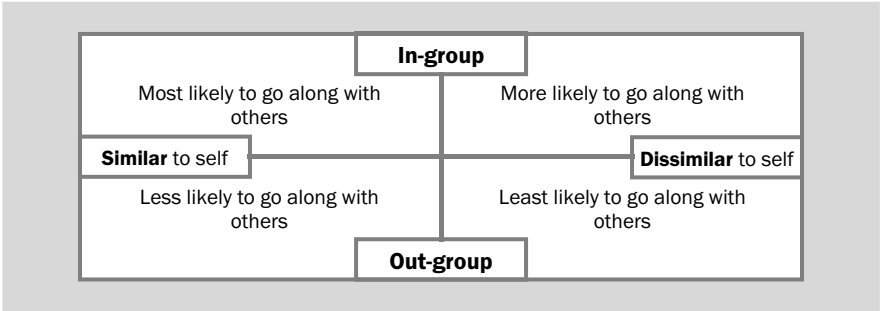 In-group
Most likely to go along with
others
More likely to go along with
others
Similar to self
Dissimilar to self
Less likely to go along with
others
Least likely to go along with
others
Out-group